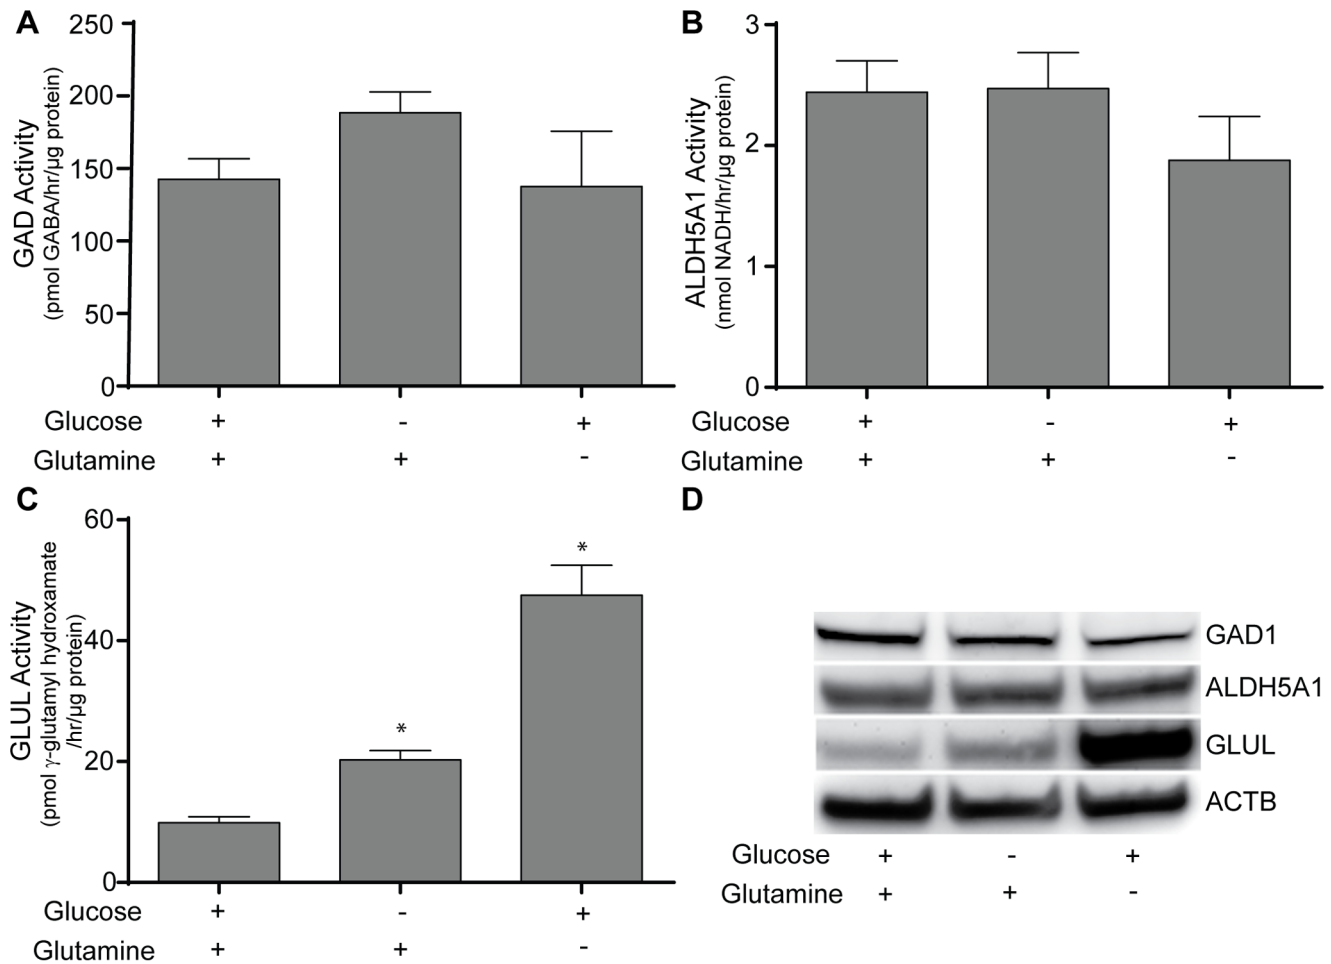 A
GAD Activity
(pmol GABA/hr/µg protein)
250
200
150
100
50
0
Glucose + - +
Glutamine + + -
B
ALDH5A1 Activity
(nmol NADH/hr/µg protein)
3
2
1
0
Glucose + - +
Glutamine + + -
C
GLUL Activity
(pmol γ-glutamyl hydroxamate
/hr/µg protein)
60
40
20
0
*
*
Glucose + - +
Glutamine + + -
D
GAD1
ALDH5A1
GLUL
ACTB
Glucose + - +
Glutamine + + -